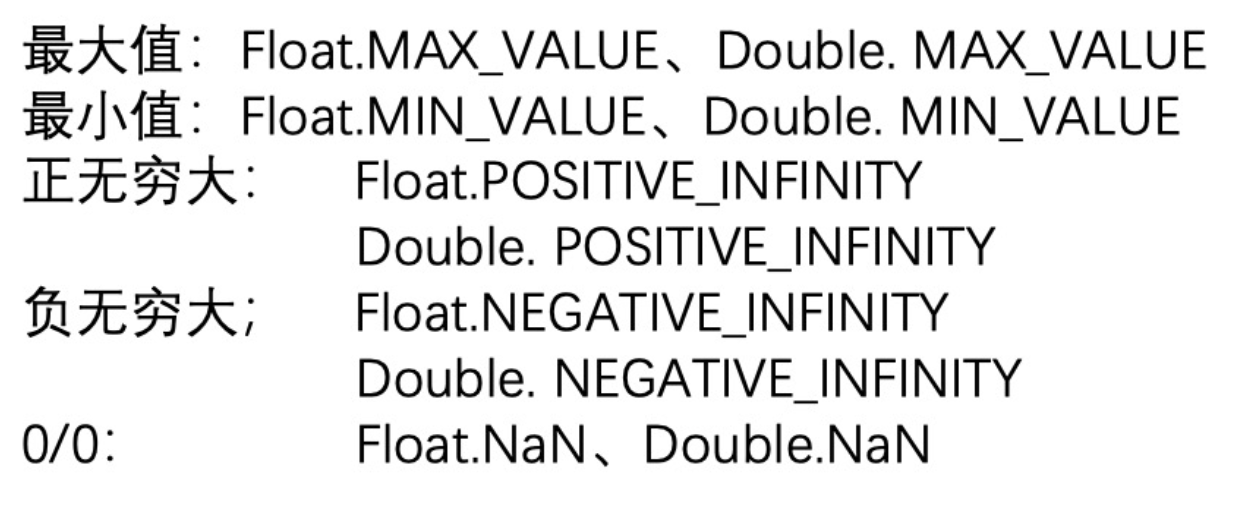 最大值：Float.MAX_VALUE、Double. MAX_VALUE
最小值：Float.MIN_VALUE、Double. MIN_VALUE
正无穷大： Float.POSITIVE_INFINITY
Double. POSITIVE_INFINITY
负无穷大； Float.NEGATIVE_INFINITY
Double. NEGATIVE_INFINITY
0/0: Float.NaN、Double.NaN